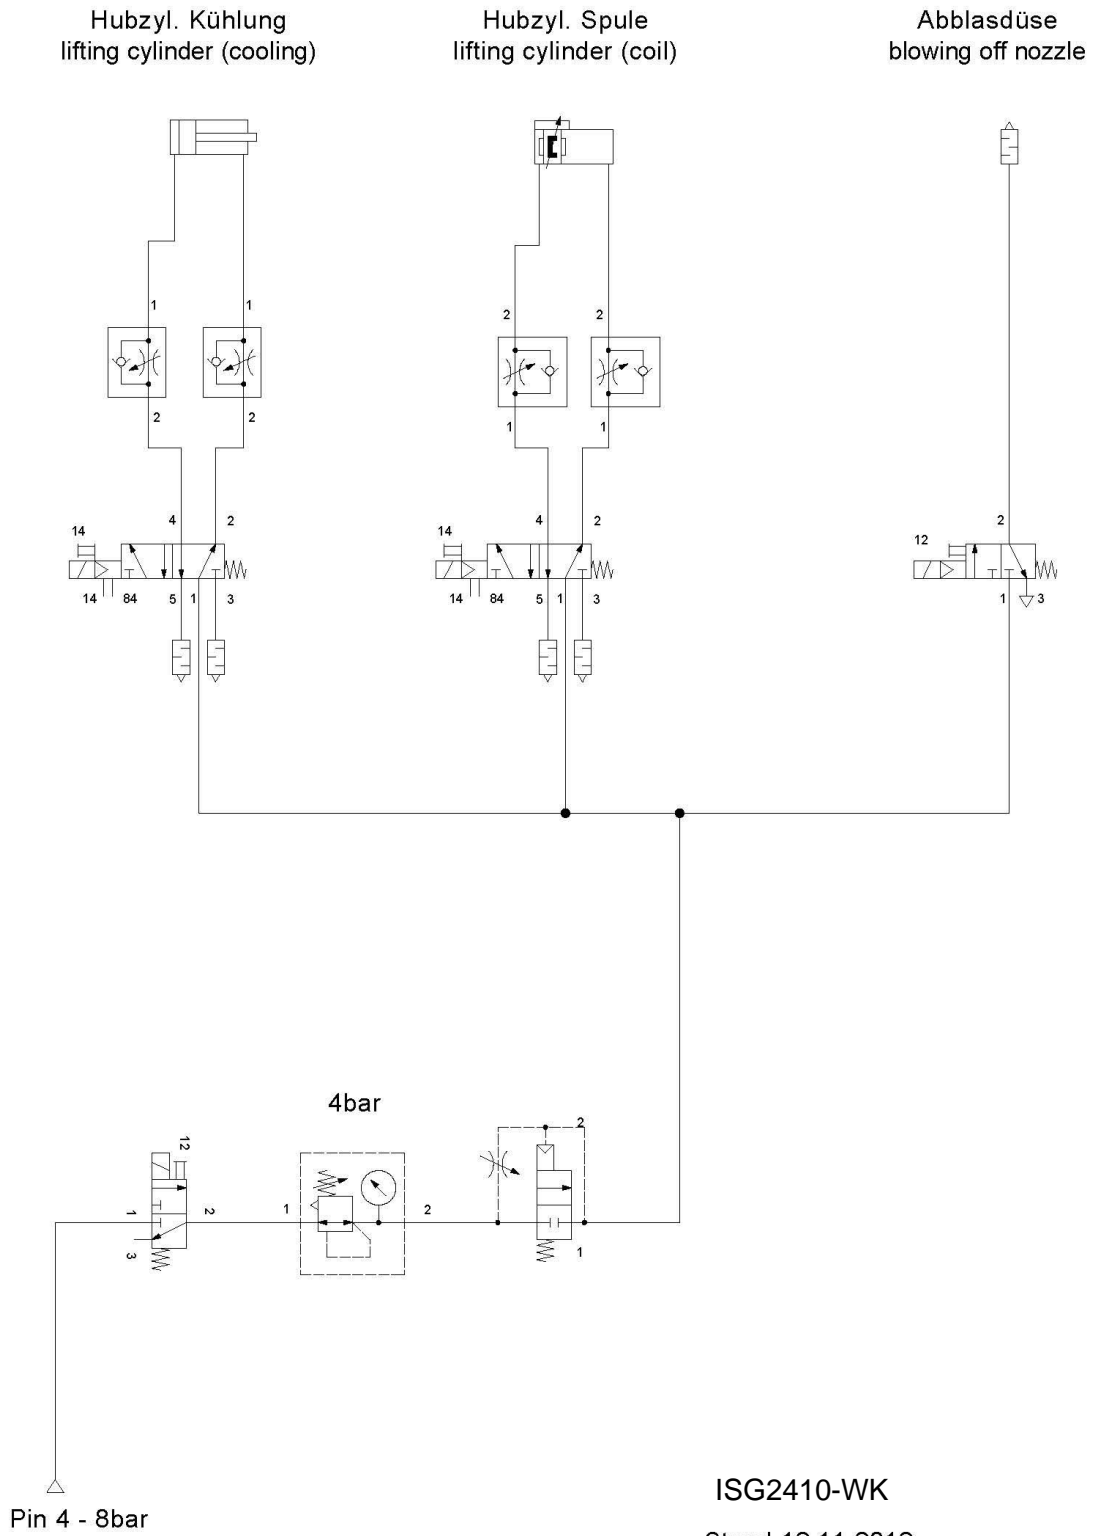 Hubzyl. Kühlung
lifting cylinder (cooling)
Hubzyl. Spule
lifting cylinder (coil)
Abblasdüse
blowing off nozzle
1 1
2 2
2 2
1 1
14 4 2
14 84 5 1 3
14 4 2
14 84 5 1 3
12 2
1 3
4bar
12
1 2
3
1 2
2
1
Pin 4 - 8bar
ISG2410-WK